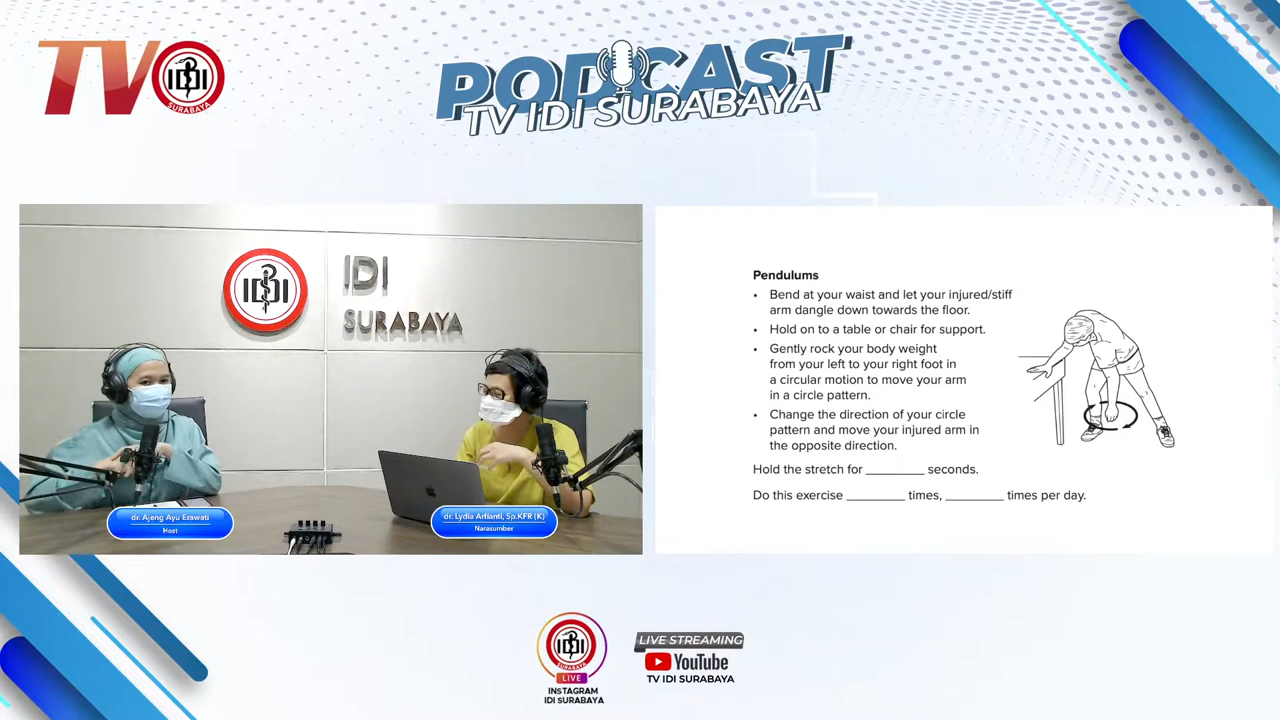 TV IDI SURABAYA
PODCAST
TV IDI SURABAYA
IDI
IDI
SURABAYA
dr. Ajeng Ayu Erawati
Host
dr. Lydia Arfianti, Sp.KFR (K)
Narasumber
Pendulums
• Bend at your waist and let your injured/stiff
arm dangle down towards the floor.
• Hold on to a table or chair for support.
• Gently rock your body weight
from your left to your right foot in
a circular motion to move your arm
in a circle pattern.
• Change the direction of your circle
pattern and move your injured arm in
the opposite direction.
Hold the stretch for ________ seconds.
Do this exercise ________ times, ________ times per day.
IDI
SURABAYA
LIVE
INSTAGRAM
IDI SURABAYA
LIVE STREAMING
YouTube
TV IDI SURABAYA